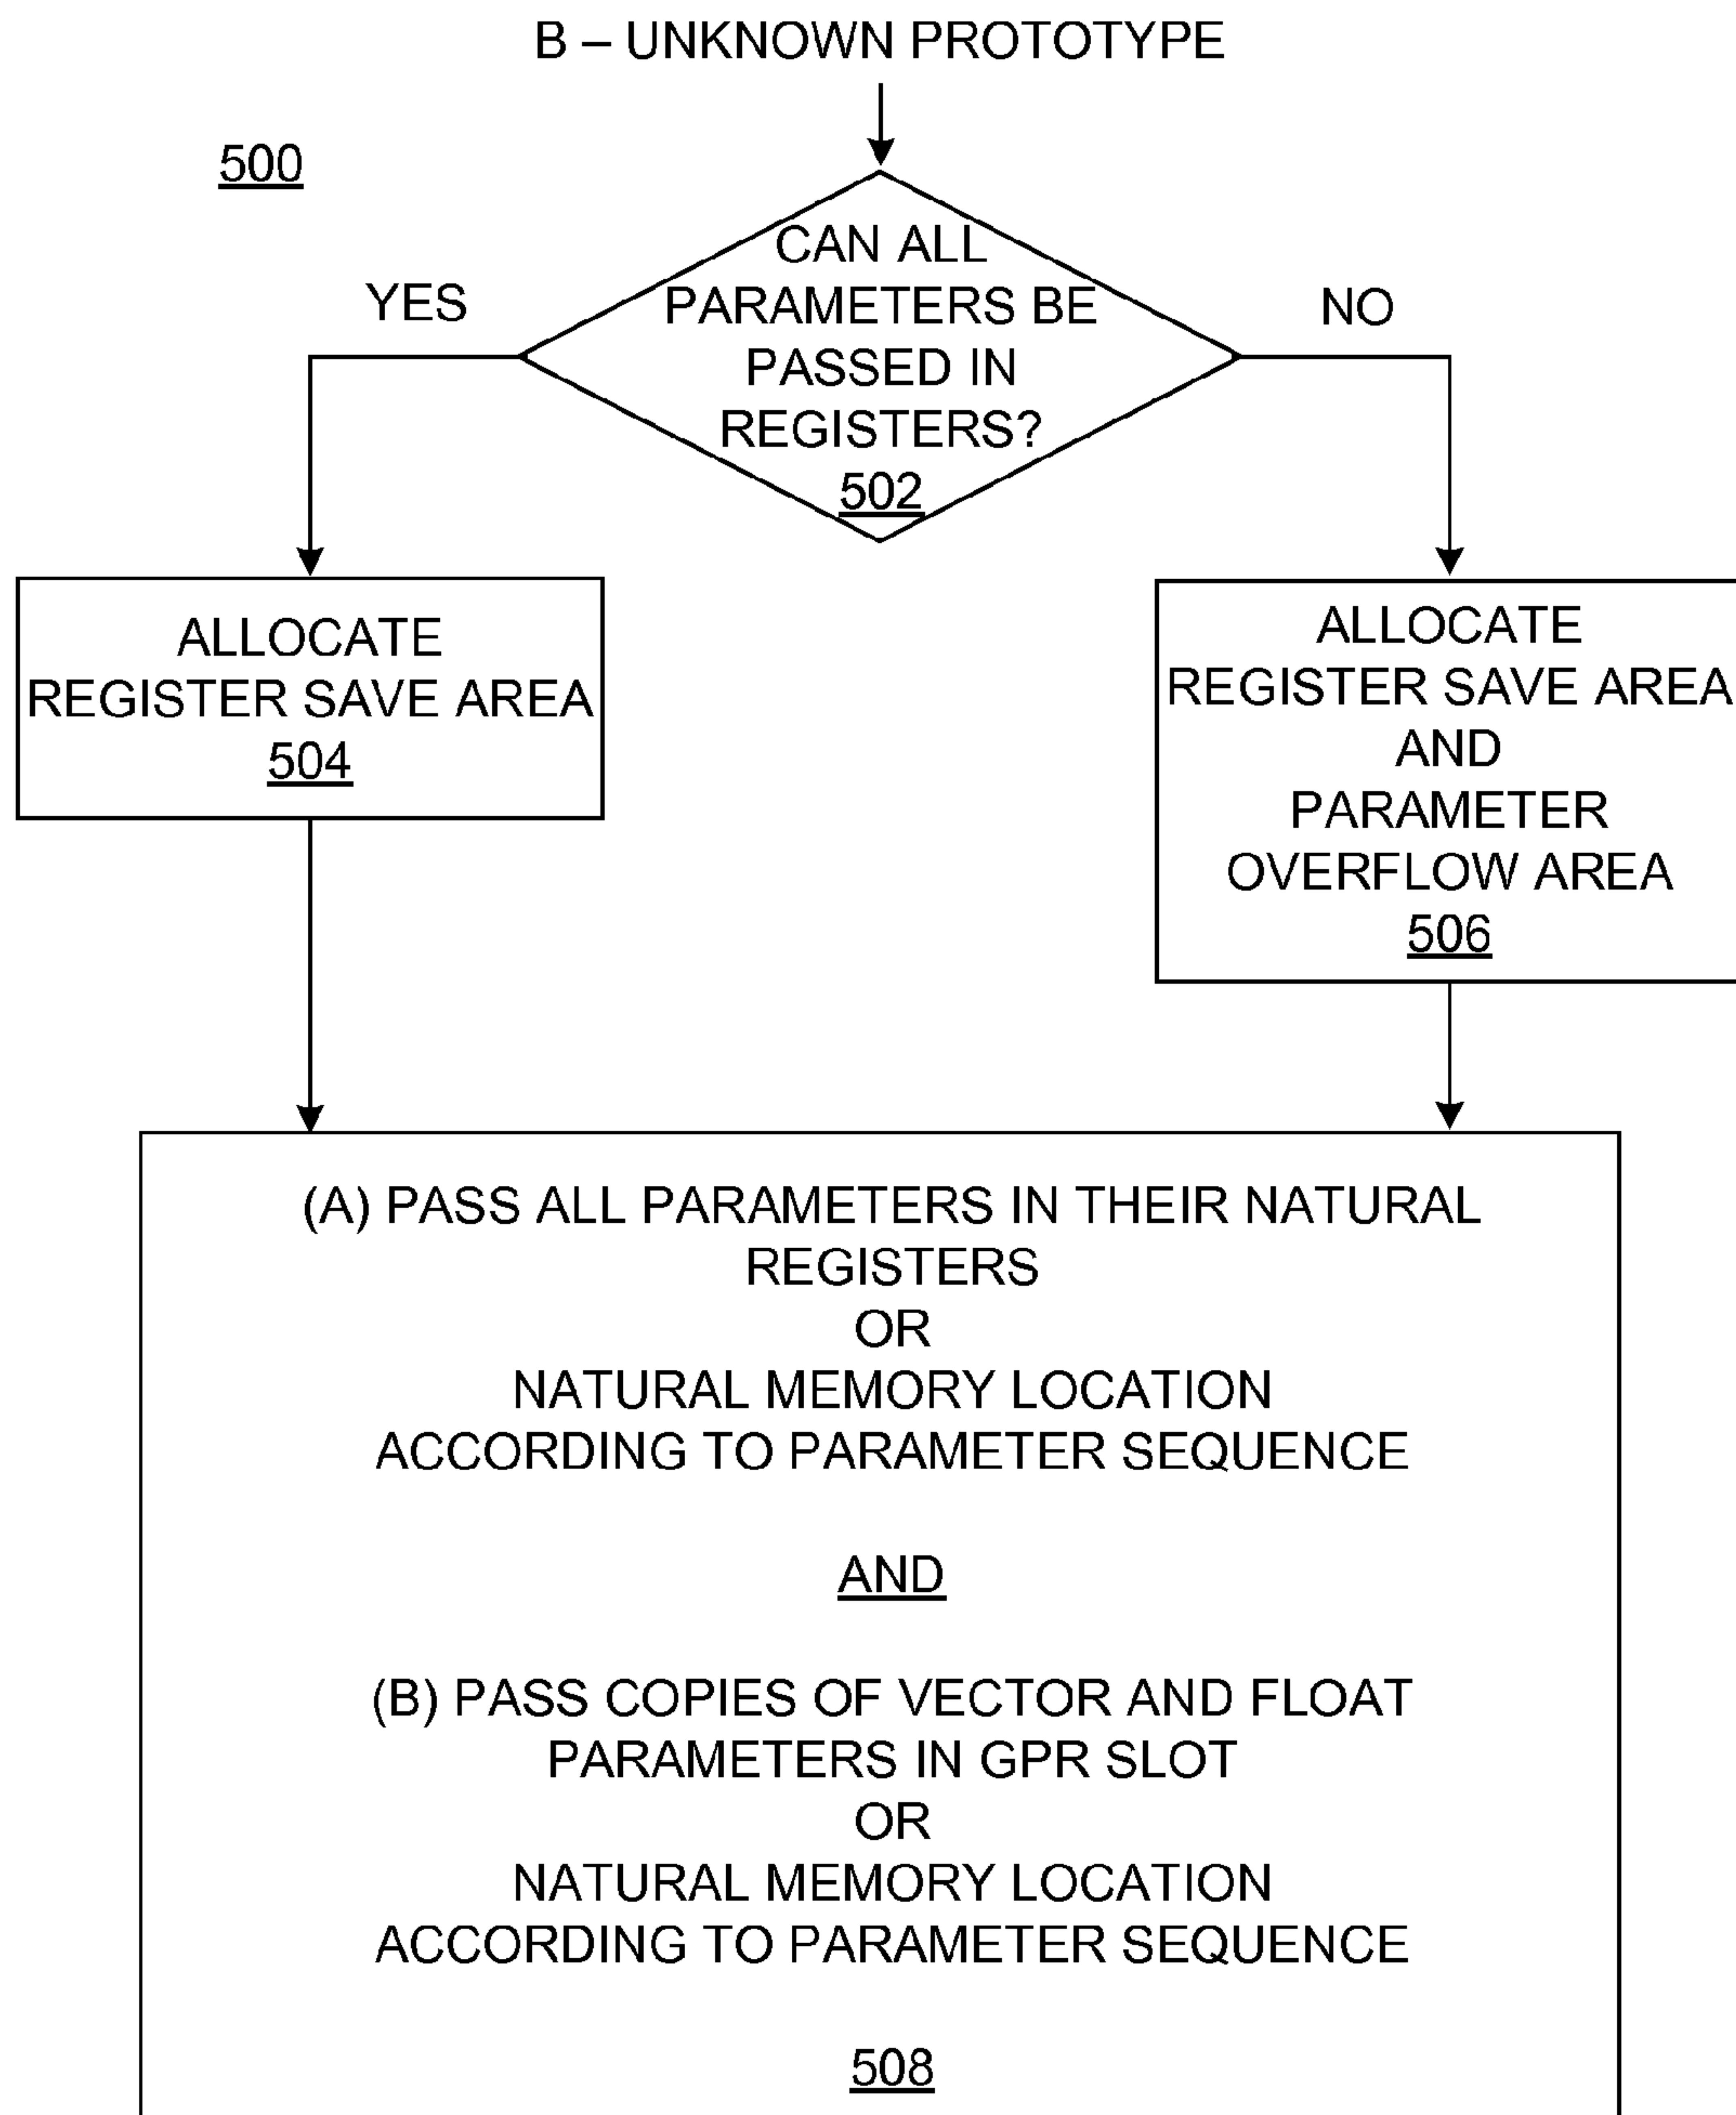 B – UNKNOWN PROTOTYPE
500
CAN ALL
PARAMETERS BE
PASSED IN
REGISTERS?
502
YES
NO
ALLOCATE
REGISTER SAVE AREA
504
ALLOCATE
REGISTER SAVE AREA
AND
PARAMETER
OVERFLOW AREA
506
(A) PASS ALL PARAMETERS IN THEIR NATURAL
REGISTERS
OR
NATURAL MEMORY LOCATION
ACCORDING TO PARAMETER SEQUENCE
AND
(B) PASS COPIES OF VECTOR AND FLOAT
PARAMETERS IN GPR SLOT
OR
NATURAL MEMORY LOCATION
ACCORDING TO PARAMETER SEQUENCE
508